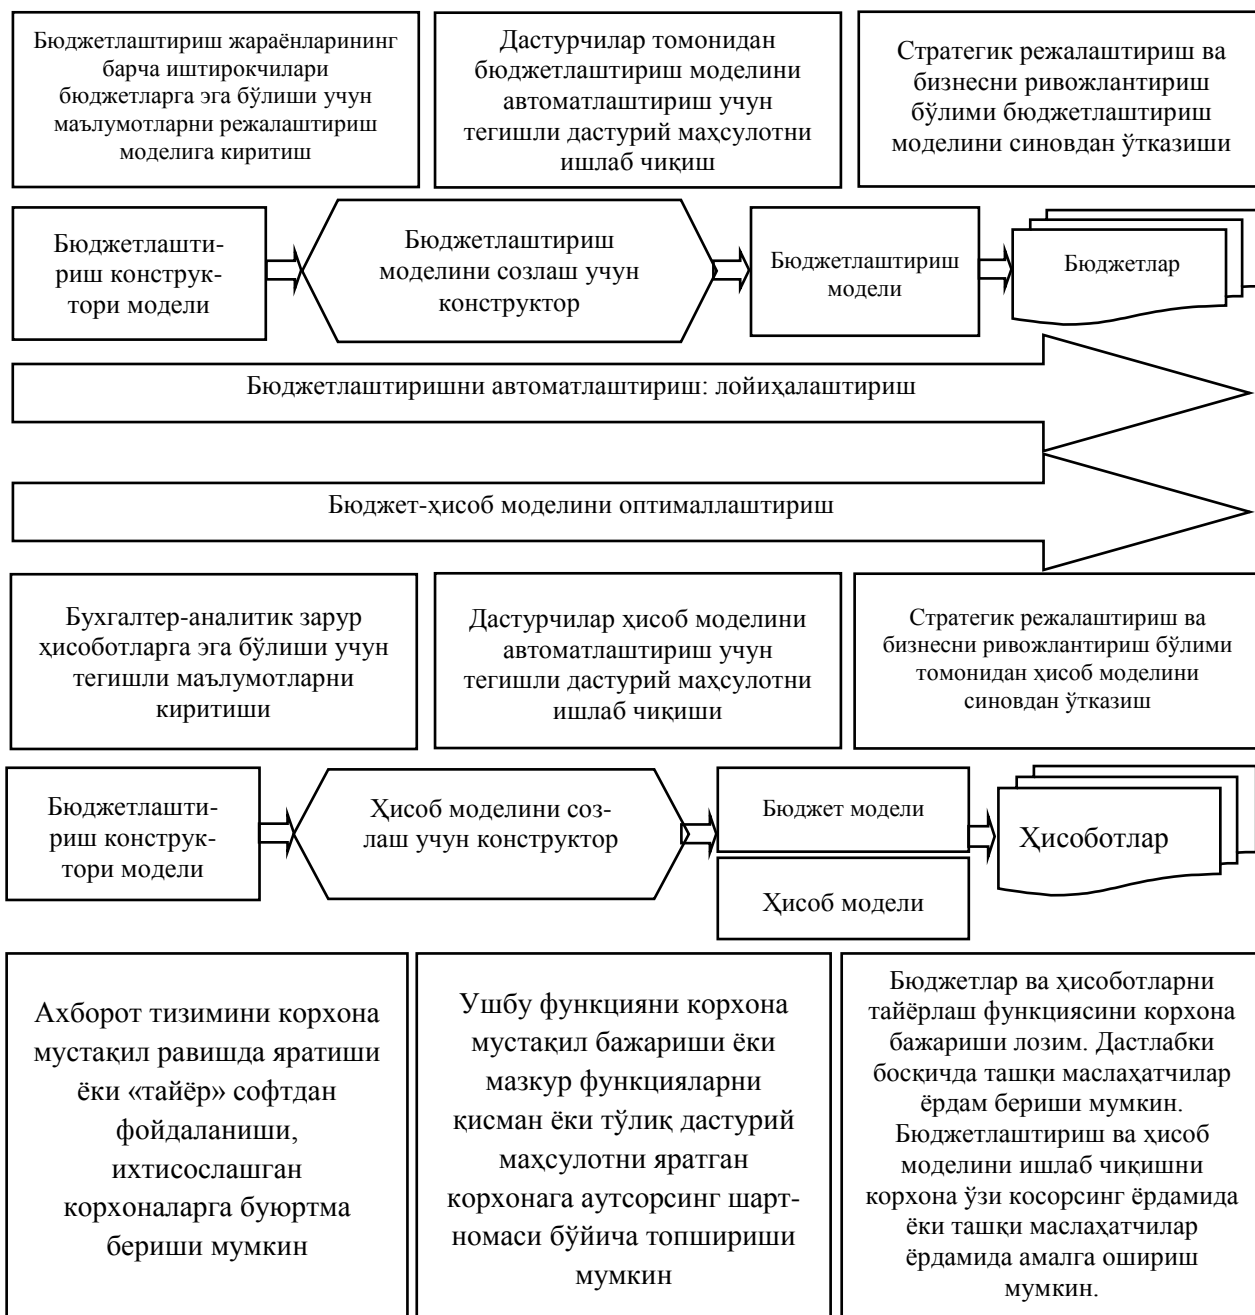 Бюджетлаштириш жараёнларининг
барча иштирокчилари
бюджетларга эга бўлиши учун
маълумотларни режалаштириш
моделига киритиш
Дастурчилар томонидан
бюджетлаштириш моделини
автоматлаштириш учун
тегишли дастурий маҳсулотни
ишлаб чиқиш
Стратегик режалаштириш ва
бизнесни ривожлантириш
бўлими бюджетлаштириш
моделини синовдан ўтказиши
Бюджетлашти-
риш конструк-
тори модели
Бюджетлаштириш
моделини созлаш учун
конструктор
Бюджетлаштириш
модели
Бюджетлар
Бюджетлаштиришни автоматлаштириш: лойиҳалаштириш
Бюджет-ҳисоб моделини оптималлаштириш
Бухгалтер-аналитик зарур
ҳисоботларга эга бўлиши учун
тегишли маълумотларни
киритиши
Дастурчилар ҳисоб моделини
автоматлаштириш учун
тегишли дастурий маҳсулотни
ишлаб чиқиши
Стратегик режалаштириш ва
бизнесни ривожлантириш бўлими
томонидан ҳисоб моделини
синовдан ўтказиш
Бюджетлашти-
риш конструк-
тори модели
Ҳисоб моделини соз-
лаш учун конструктор
Бюджет модели
Ҳисоб модели
Ҳисоботлар
Ахборот тизимини корхона
мустақил равишда яратиши
ёки «тайёр» софтдан
фойдаланиши,
ихтисослашган
корхоналарга буюртма
бериши мумкин
Ушбу функцияни корхона
мустақил бажариши ёки
мазкур функцияларни
қисман ёки тўлиқ дастурий
маҳсулотни яратган
корхонага аутсорсинг шарт-
номаси бўйича топшириши
мумкин
Бюджетлар ва ҳисоботларни
тайёрлаш функциясини корхона
бажариши лозим. Дастлабки
босқичда ташқи маслаҳатчилар
ёрдам бериши мумкин.
Бюджетлаштириш ва ҳисоб
моделини ишлаб чиқишни
корхона ўзи косорсинг ёрдамида
ёки ташқи маслаҳатчилар
ёрдамида амалга ошириш
мумкин.